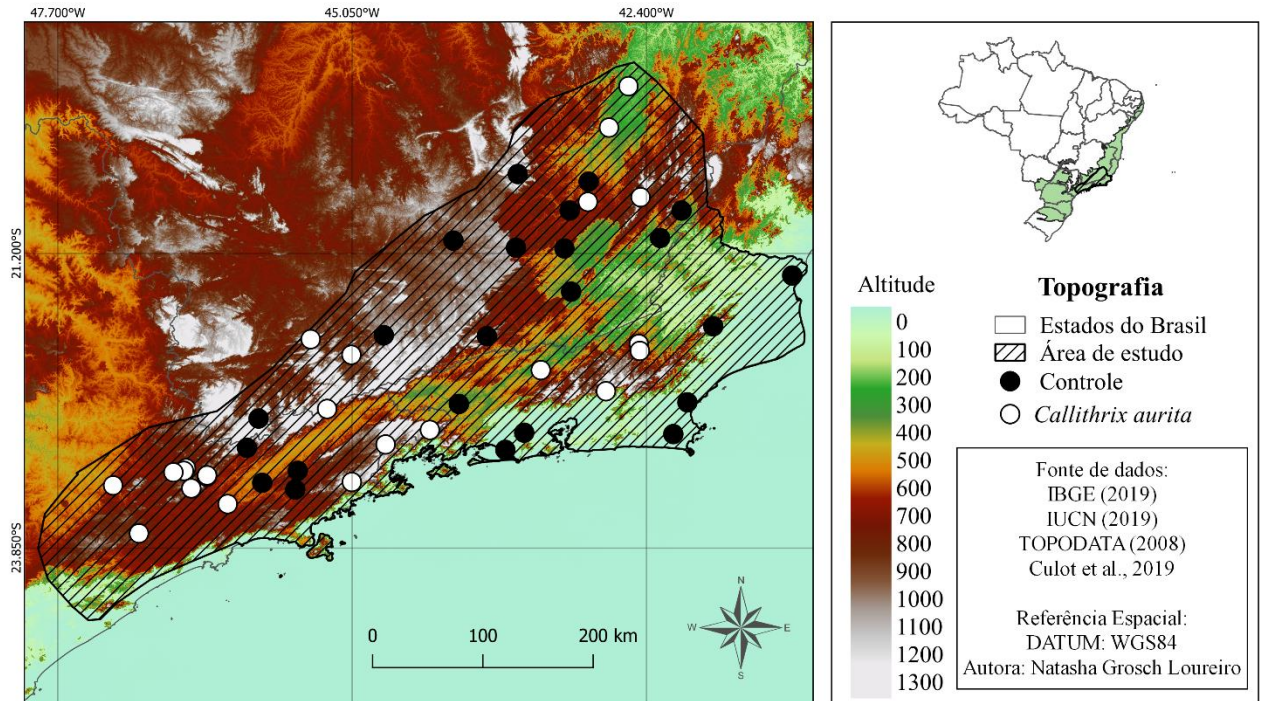 47.700°W 45.050°W 42.400°W
21.200°S
23.850°S
0 100 200 km
N
W E
S
Altitude
0
100
200
300
400
500
600
700
800
900
1000
1100
1200
1300
Topografia
Estados do Brasil
Área de estudo
Controle
Callithrix aurita
Fonte de dados:
IBGE (2019)
IUCN (2019)
TOPODATA (2008)
Culot et al., 2019
Referência Espacial:
DATUM: WGS84
Autora: Natasha Grosch Loureiro